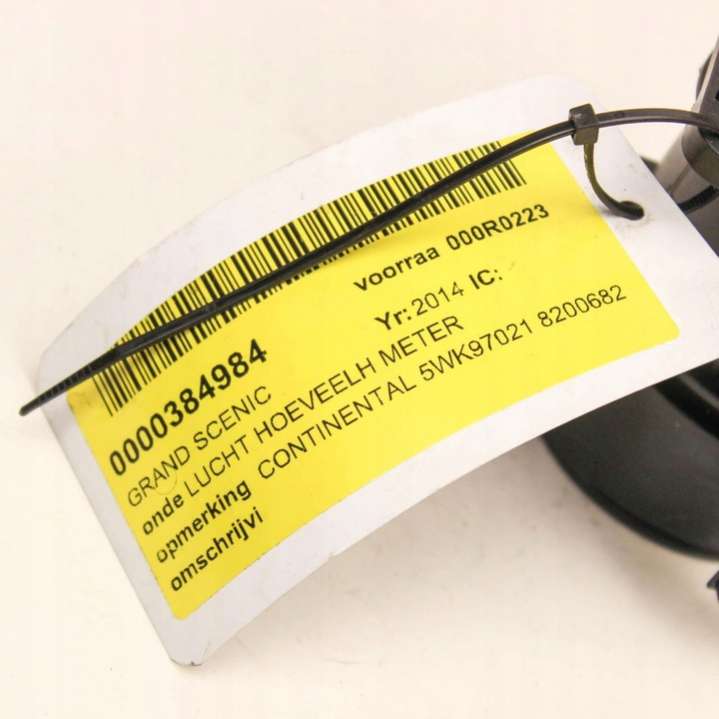 0000384984 voorraa 000R0223
GRAND SCENIC Yr: 2014 IC:
onde LUCHT HOEVEELH METER
opmerking CONTINENTAL 5WK97021 8200682
omschrijvi